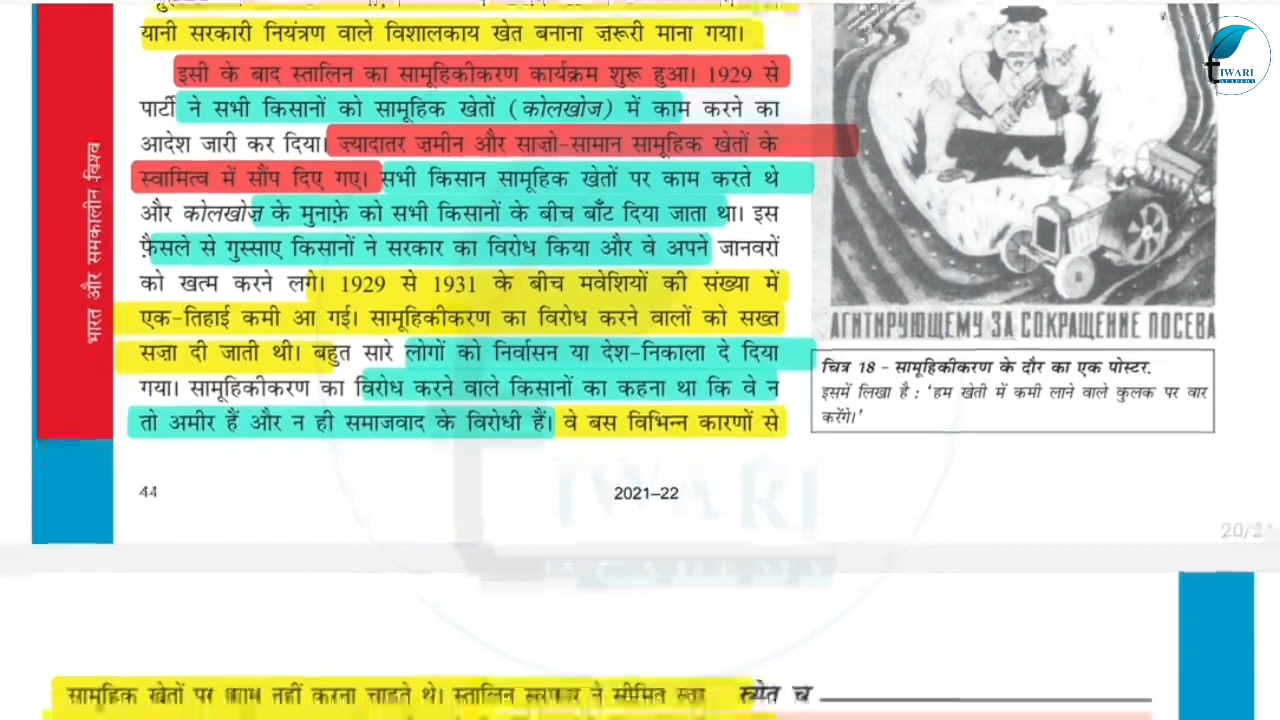 यानी सरकारी नियंत्रण वाले विशालकाय खेत बनाना ज़रूरी माना गया।
इसी के बाद स्तालिन का सामूहिकीकरण कार्यक्रम शुरू हुआ। 1929 से
पार्टी ने सभी किसानों को सामूहिक खेतों (कोलखोज) में काम करने का
आदेश जारी कर दिया। ज़्यादातर ज़मीन और साज़ो-सामान सामूहिक खेतों के
स्वामित्व में सौंप दिए गए। सभी किसान सामूहिक खेतों पर काम करते थे
और कोलखोज़ के मुनाफ़े को सभी किसानों के बीच बाँट दिया जाता था। इस
फ़ैसले से गुस्साए किसानों ने सरकार का विरोध किया और वे अपने जानवरों
को खत्म करने लगे। 1929 से 1931 के बीच मवेशियों की संख्या में
एक-तिहाई कमी आ गई। सामूहिकीकरण का विरोध करने वालों को सख्त
सज़ा दी जाती थी। बहुत सारे लोगों को निर्वासन या देश-निकाला दे दिया
गया। सामूहिकीकरण का विरोध करने वाले किसानों का कहना था कि वे न
तो अमीर हैं और न ही समाजवाद के विरोधी हैं। वे बस विभिन्न कारणों से
भारत और समकालीन विश्व
АГИТИРУЮЩЕМУ ЗА СОКРАЩЕНИЕ ПОСЕВА
चित्र 18 - सामूहिकीकरण के दौर का एक पोस्टर.
इसमें लिखा है : 'हम खेती में कमी लाने वाले कुलक पर वार
करेंगे।'
44
2021–22
सामूहिक खेतों पर काम नहीं करना चाहते थे। स्तालिन सरकार ने सीमित स्तर
स्रोत च
TIWARI
ACADEMY
IWARI
ACADEMY